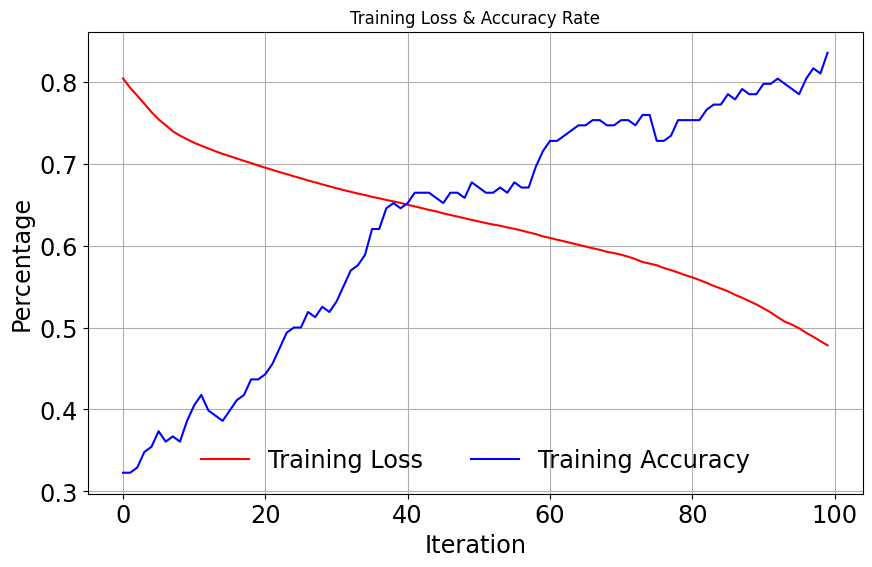 Training Loss & Accuracy Rate
Percentage
0.8
0.7
0.6
0.5
0.4
0.3
Training Loss Training Accuracy
0 20 40 60 80 100
Iteration